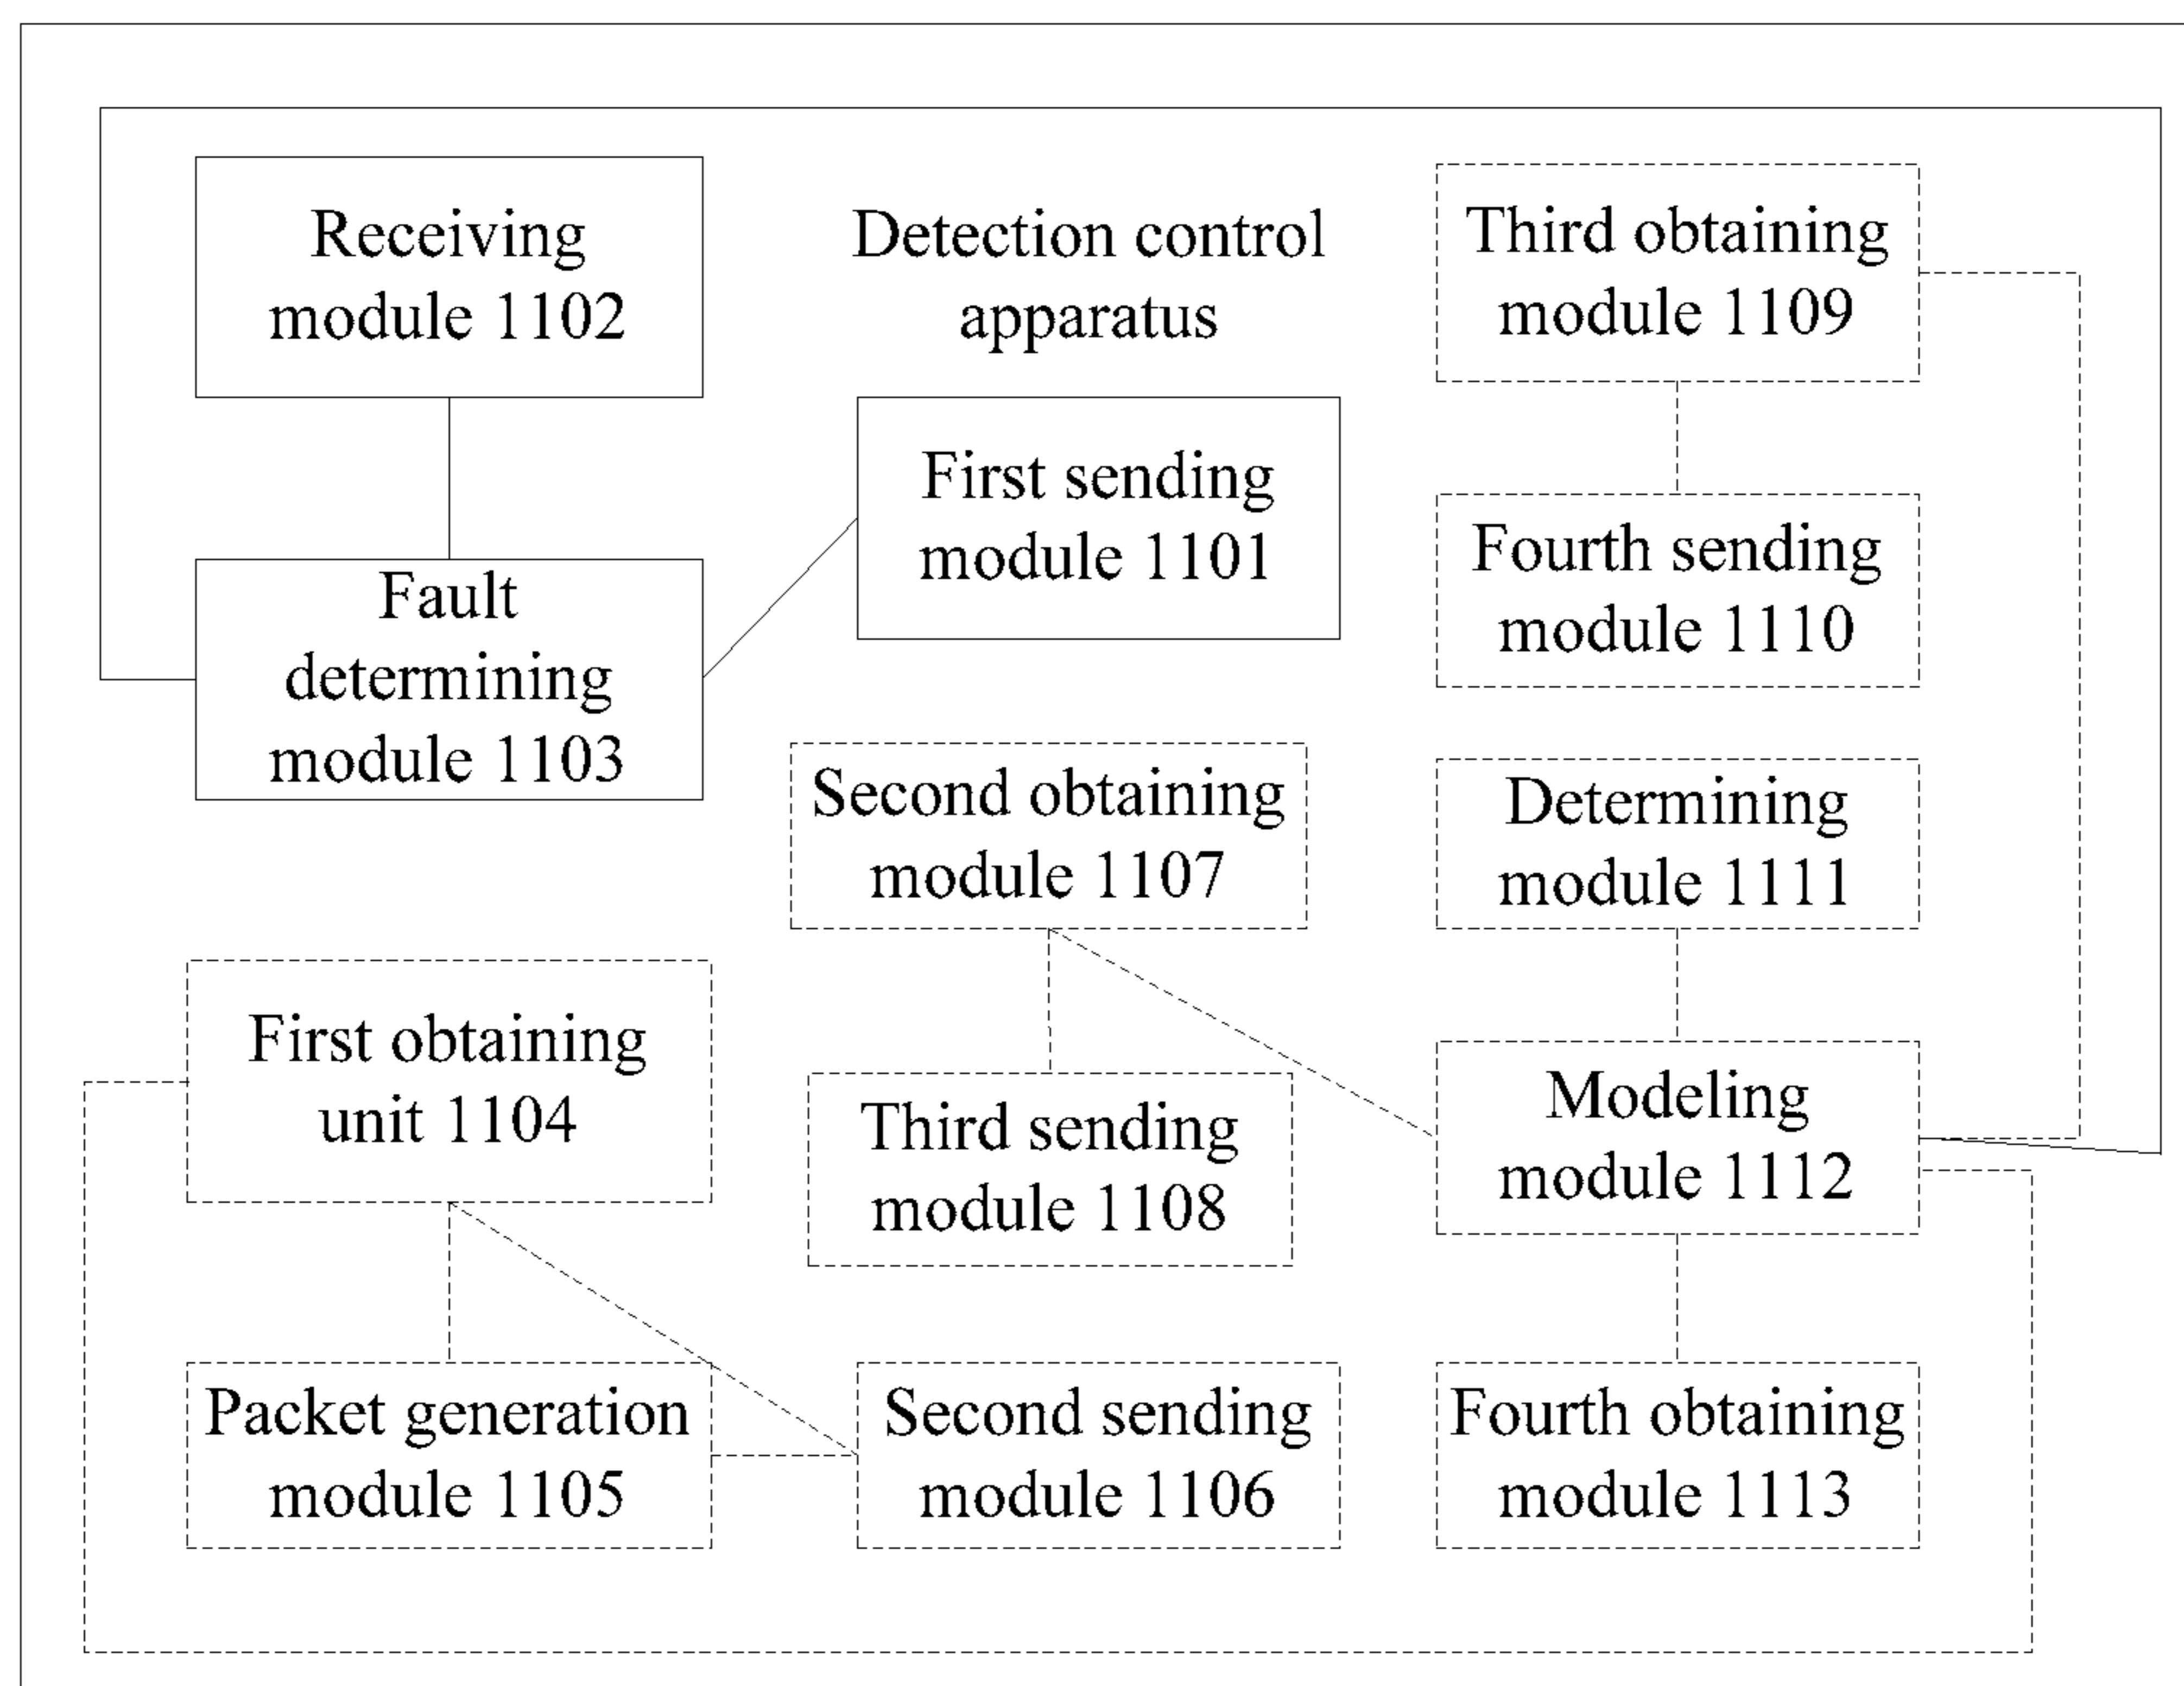 Receiving
module 1102
Detection control
apparatus
Third obtaining
module 1109
First sending
module 1101
Fourth sending
module 1110
Fault
determining
module 1103
Second obtaining
module 1107
Determining
module 1111
First obtaining
unit 1104
Third sending
module 1108
Modeling
module 1112
Packet generation
module 1105
Second sending
module 1106
Fourth obtaining
module 1113